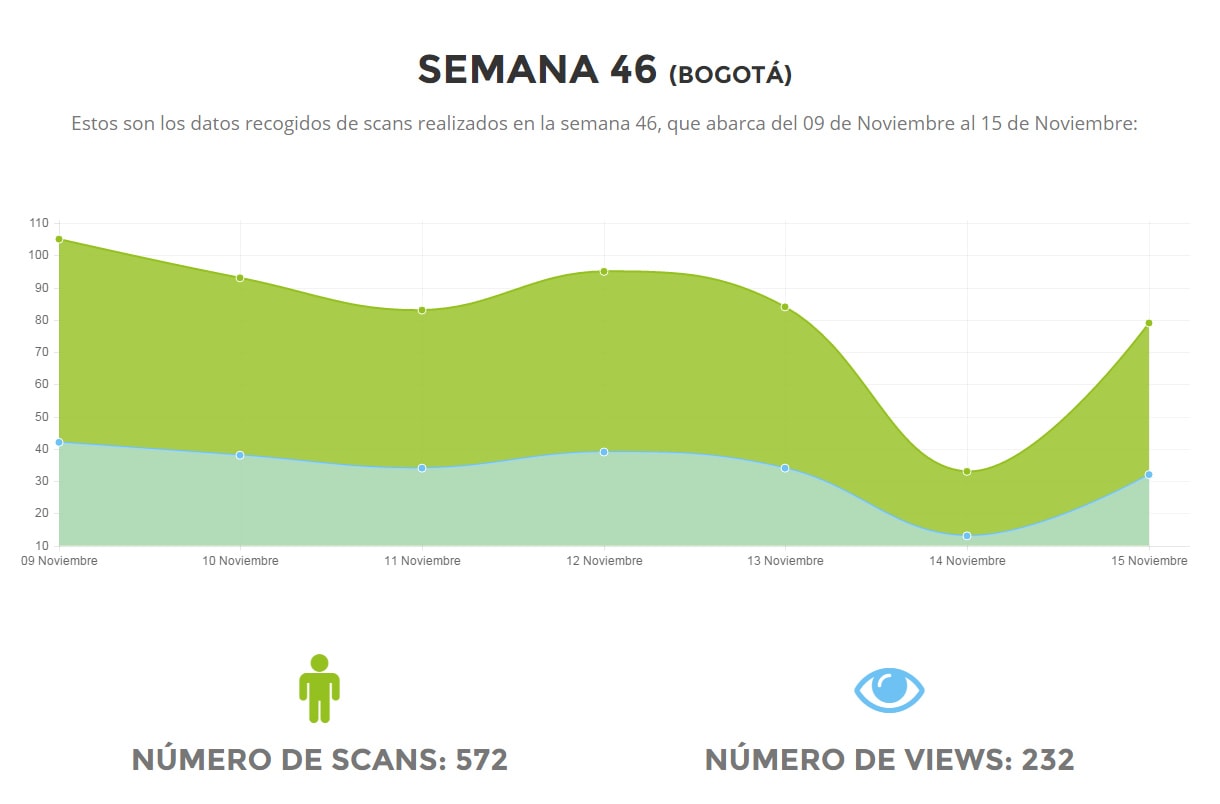 SEMANA 46 (BOGOTÁ)
Estos son los datos recogidos de scans realizados en la semana 46, que abarca del 09 de Noviembre al 15 de Noviembre:
110
100
90
80
70
60
50
40
30
20
10
09 Noviembre 10 Noviembre 11 Noviembre 12 Noviembre 13 Noviembre 14 Noviembre 15 Noviembre
NÚMERO DE SCANS: 572
NÚMERO DE VIEWS: 232